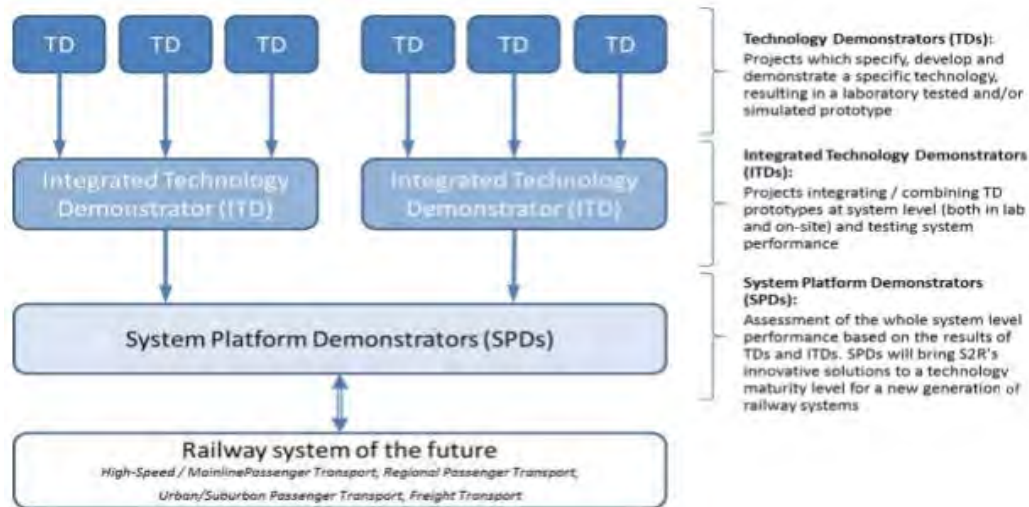 TD
TD
TD
TD
TD
TD
Technology Demonstrators (TDs):
Projects which specify, develop and
demonstrate a specific technology,
resulting in a laboratory tested and/or
simulated prototype
Integrated Technology
Demonstrator (ITD)
Integrated Technology
Demonstrator (ITD)
Integrated Technology Demonstrators
(ITDs):
Projects integrating / combining TD
prototypes at system level (both in lab
and on-site) and testing system
performance
System Platform Demonstrators (SPDs)
System Platform Demonstrators
(SPDs):
Assessment of the whole system level
performance based on the results of
TDs and ITDs. SPDs will bring S2R's
innovative solutions to a technology
maturity level for a new generation of
railway systems
Railway system of the future
High-Speed / MainlinePassenger Transport, Regional Passenger Transport,
Urban/Suburban Passenger Transport, Freight Transport